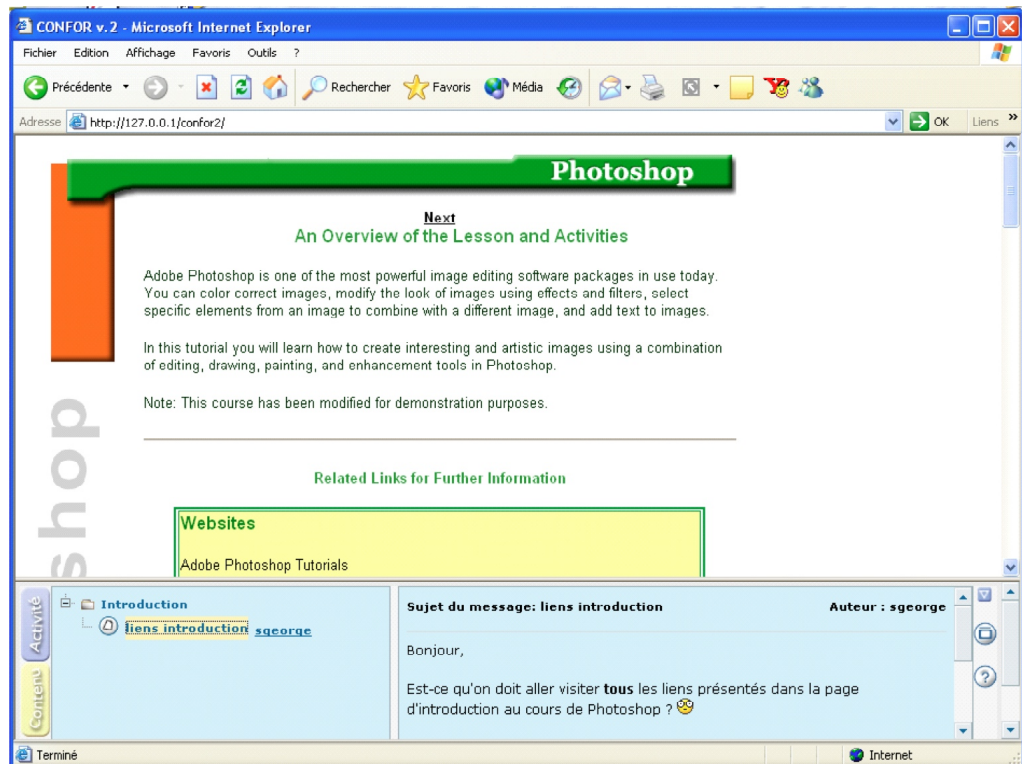 CONFOR v.2 - Microsoft Internet Explorer
Fichier Edition Affichage Favoris Outils ?
Précédente Rechercher Favoris Média
Adresse http://127.0.0.1/confor2/ OK Liens »
Photoshop
Next
An Overview of the Lesson and Activities
Adobe Photoshop is one of the most powerful image editing software packages in use today.
You can color correct images, modify the look of images using effects and filters, select
specific elements from an image to combine with a different image, and add text to images.
In this tutorial you will learn how to create interesting and artistic images using a combination
of editing, drawing, painting, and enhancement tools in Photoshop.
Note: This course has been modified for demonstration purposes.
shop
Related Links for Further Information
Websites
Adobe Photoshop Tutorials
Activité
Contenu
Introduction
liens introduction sgeorge
Sujet du message: liens introduction Auteur : sgeorge
Bonjour,
Est-ce qu'on doit aller visiter tous les liens présentés dans la page
d'introduction au cours de Photoshop ?
?
Terminé Internet